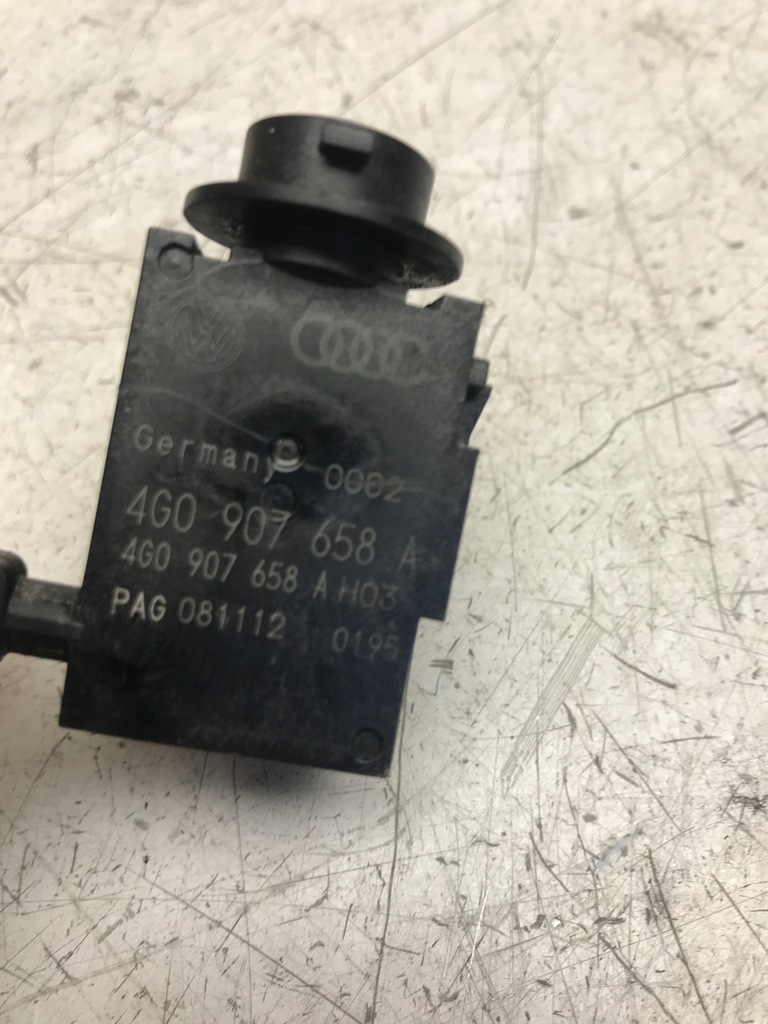 Germany 0002
4G0 907 658 A
4G0 907 658 A H03
PAG 081112 0195